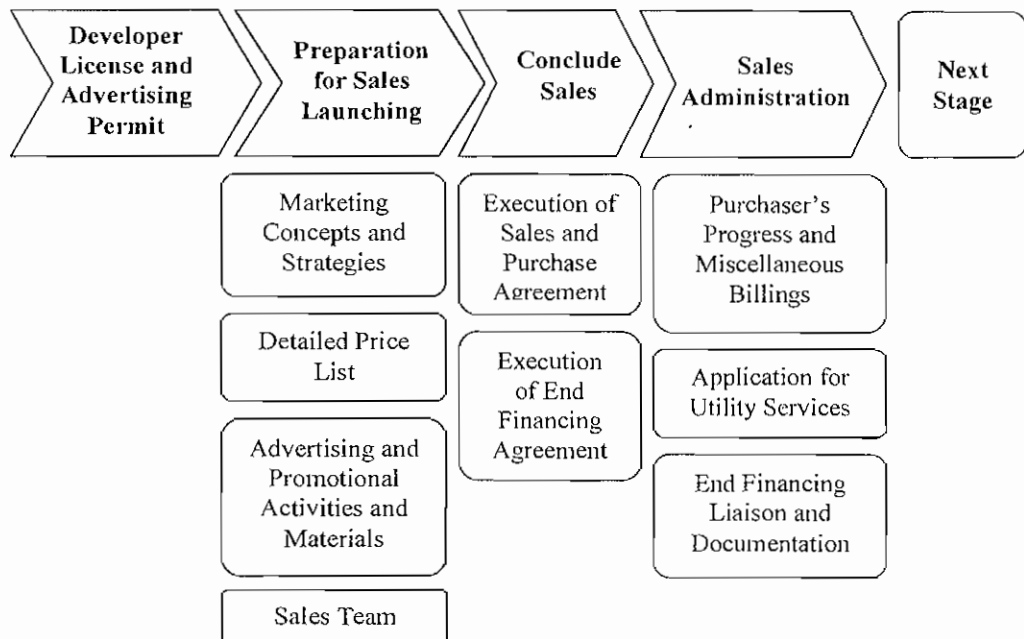 Developer
License and
Advertising
Permit
Preparation
for Sales
Launching
Conclude
Sales
Sales
Administration
Next
Stage
Marketing
Concepts and
Strategies
Detailed Price
List
Advertising and
Promotional
Activities and
Materials
Sales Team
Execution of
Sales and
Purchase
Agreement
Execution
of End
Financing
Agreement
Purchaser's
Progress and
Miscellaneous
Billings
Application for
Utility Services
End Financing
Liaison and
Documentation